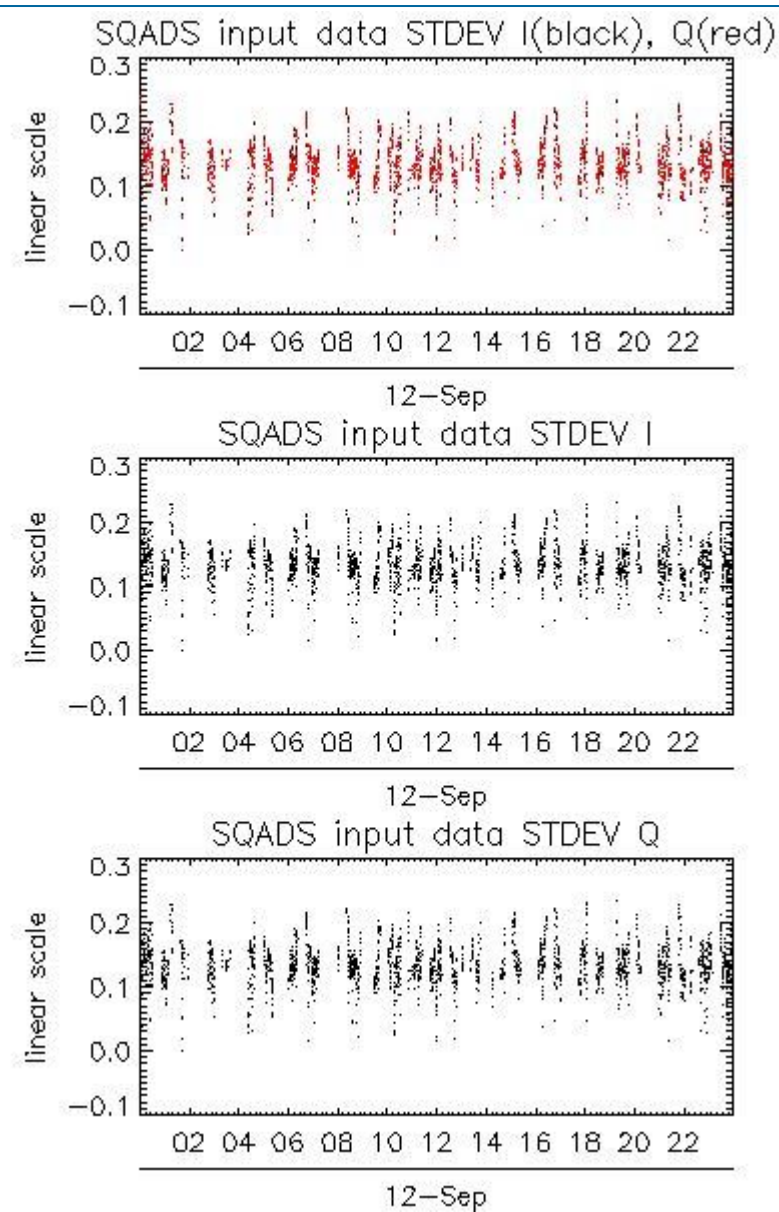 SQADS input data STDEV I(black), Q(red)
0.3
0.2
0.1
0.0
−0.1
linear scale
02 04 06 08 10 12 14 16 18 20 22
12−Sep
SQADS input data STDEV I
0.3
0.2
0.1
0.0
−0.1
linear scale
02 04 06 08 10 12 14 16 18 20 22
12−Sep
SQADS input data STDEV Q
0.3
0.2
0.1
0.0
−0.1
linear scale
02 04 06 08 10 12 14 16 18 20 22
12−Sep